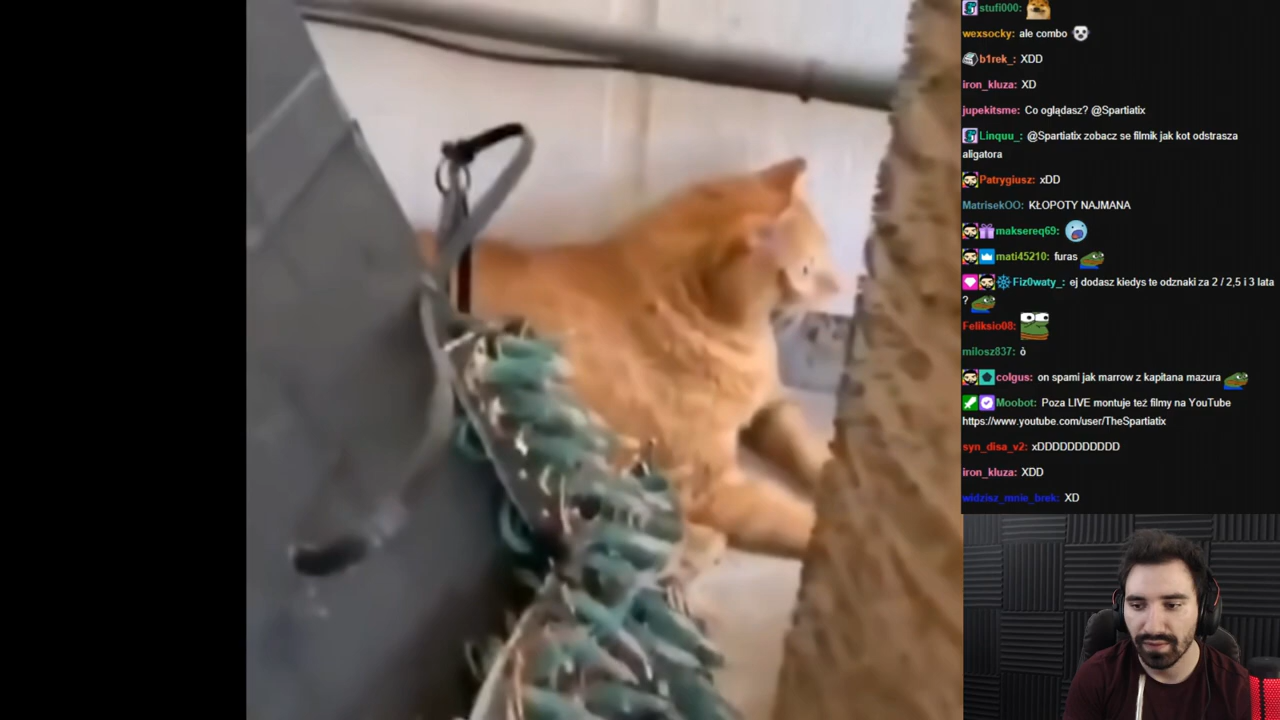 stufi000:
wexsocky: ale combo
b1rek_: XDD
iron_kluza: XD
jupekitsme: Co oglądasz? @Spartiatix
Linquu_: @Spartiatix zobacz se filmik jak kot odstrasza
aligatora
Patrygiusz: xDD
MatrisekOO: KŁOPOTY NAJMANA
maksereq69:
mati45210: furas
Fiz0waty_: ej dodasz kiedys te odznaki za 2 / 2,5 i 3 lata
?
Feliksio08:
milosz837: ỏ
colgus: on spami jak marrow z kapitana mazura
Moobot: Poza LIVE montuje też filmy na YouTube
https://www.youtube.com/user/TheSpartiatix
syn_disa_v2: xDDDDDDDDDDD
iron_kluza: XDD
widzisz_mnie_brek: XD